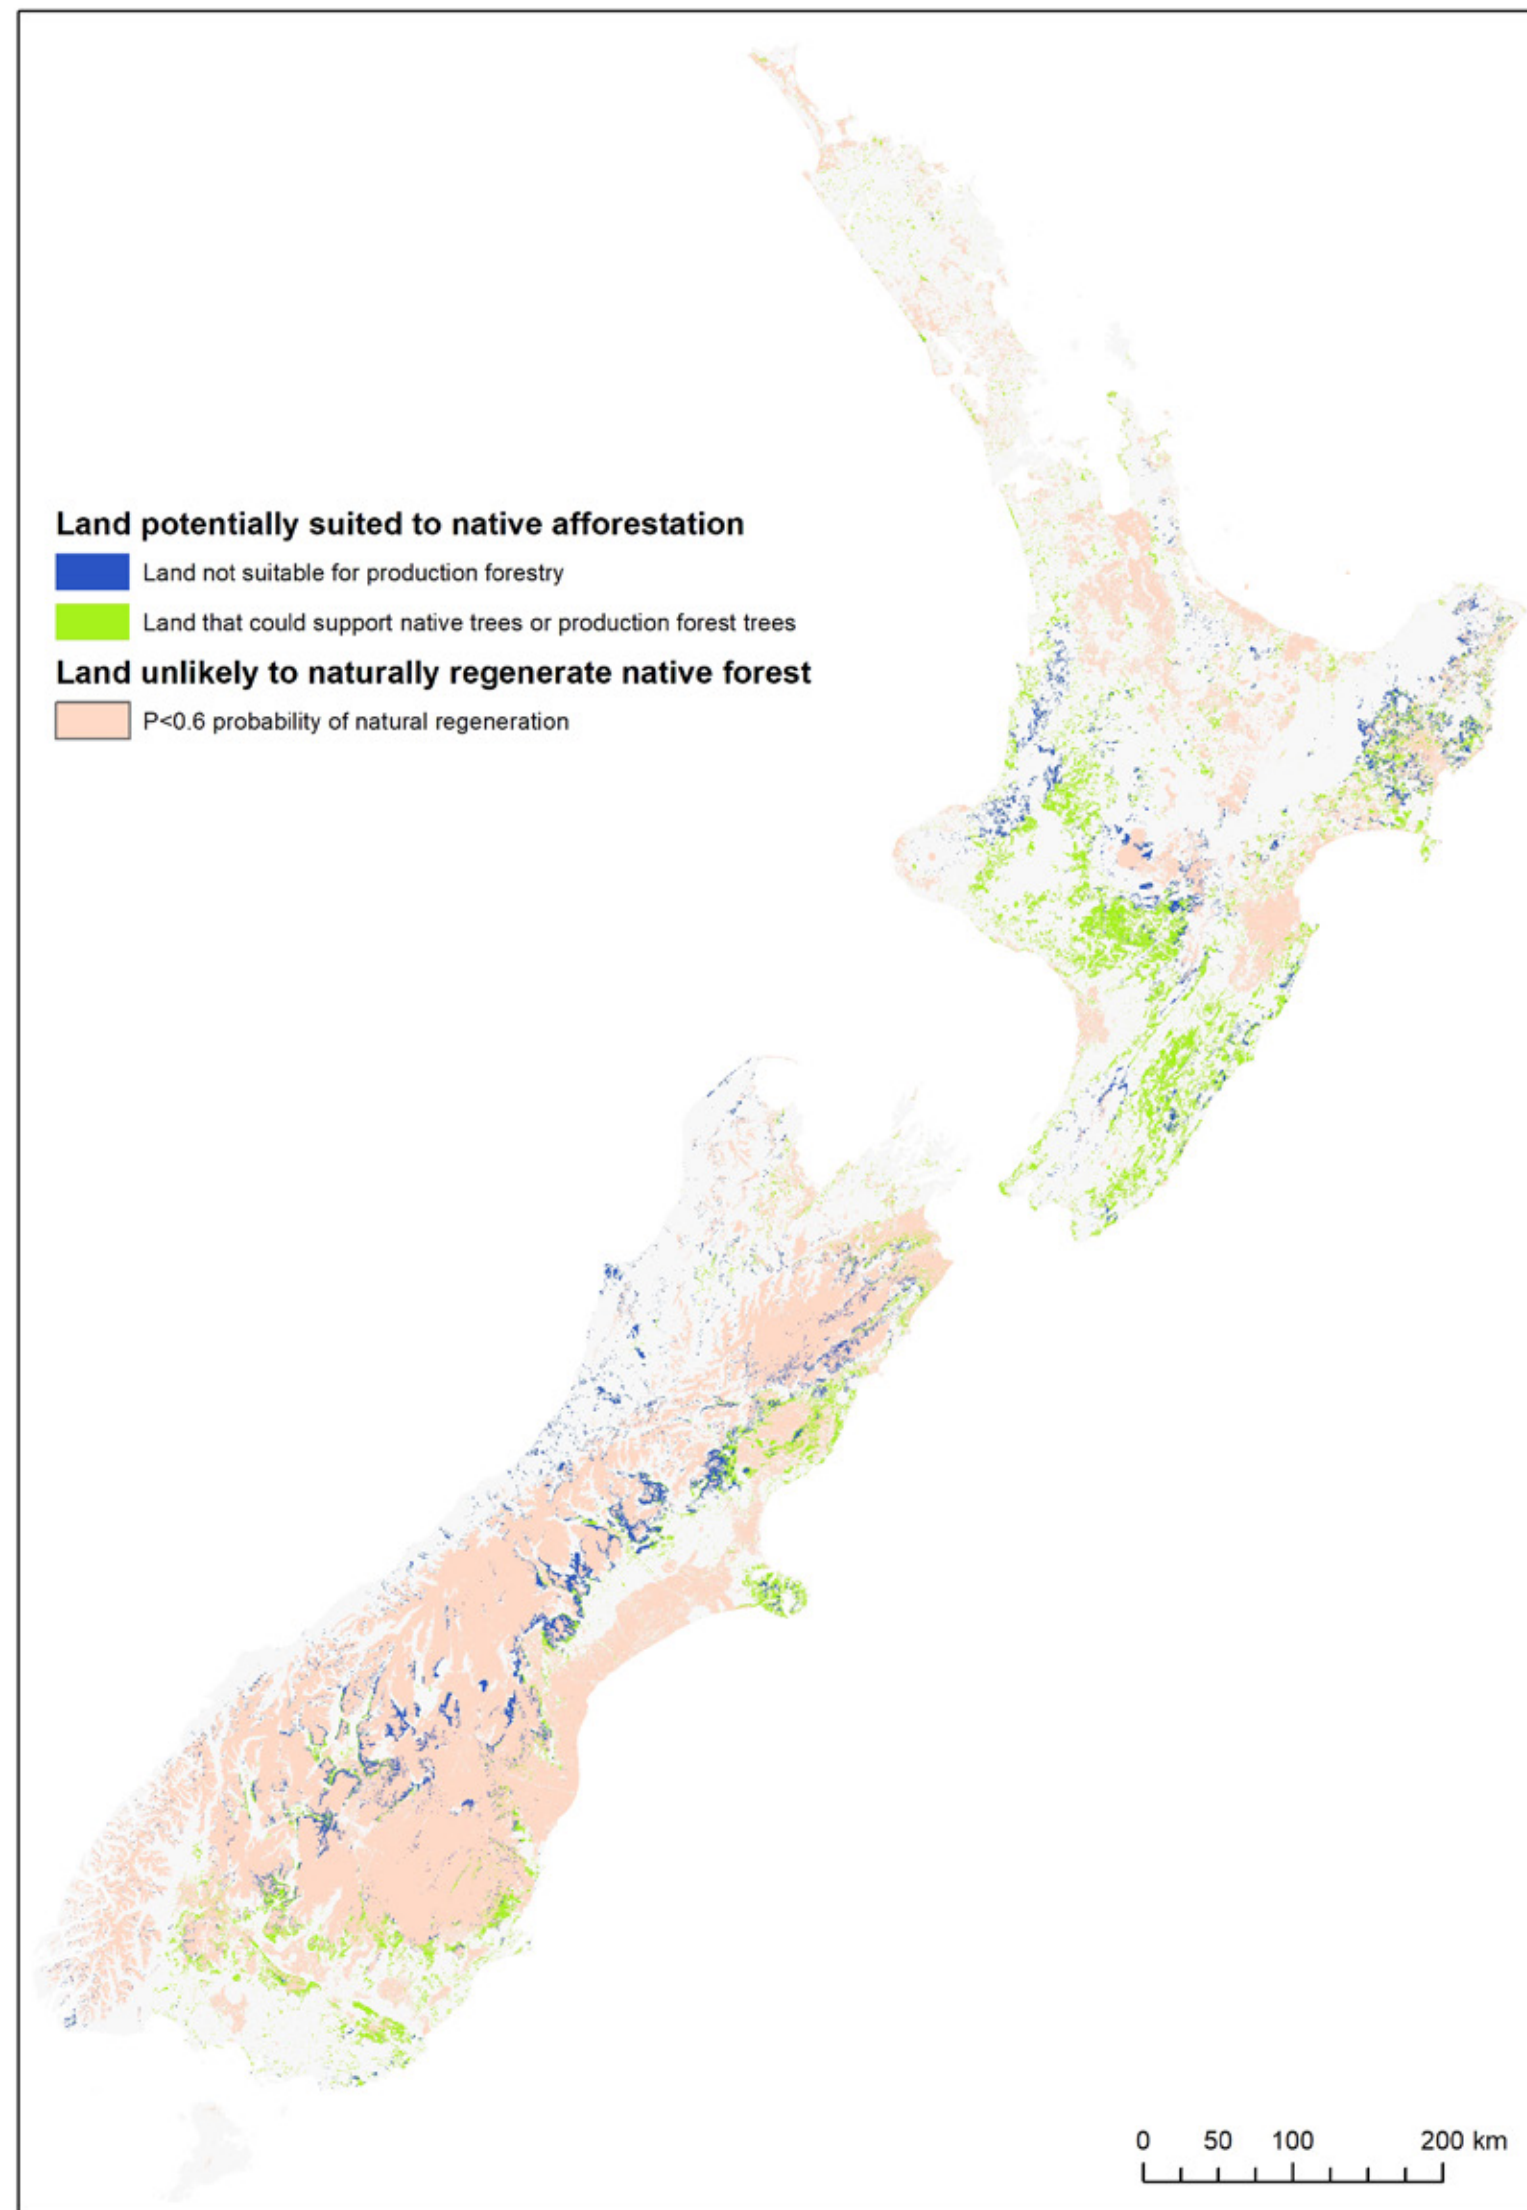 Land potentially suited to native afforestation
Land not suitable for production forestry
Land that could support native trees or production forest trees
Land unlikely to naturally regenerate native forest
P<0.6 probability of natural regeneration
0 50 100 200 km